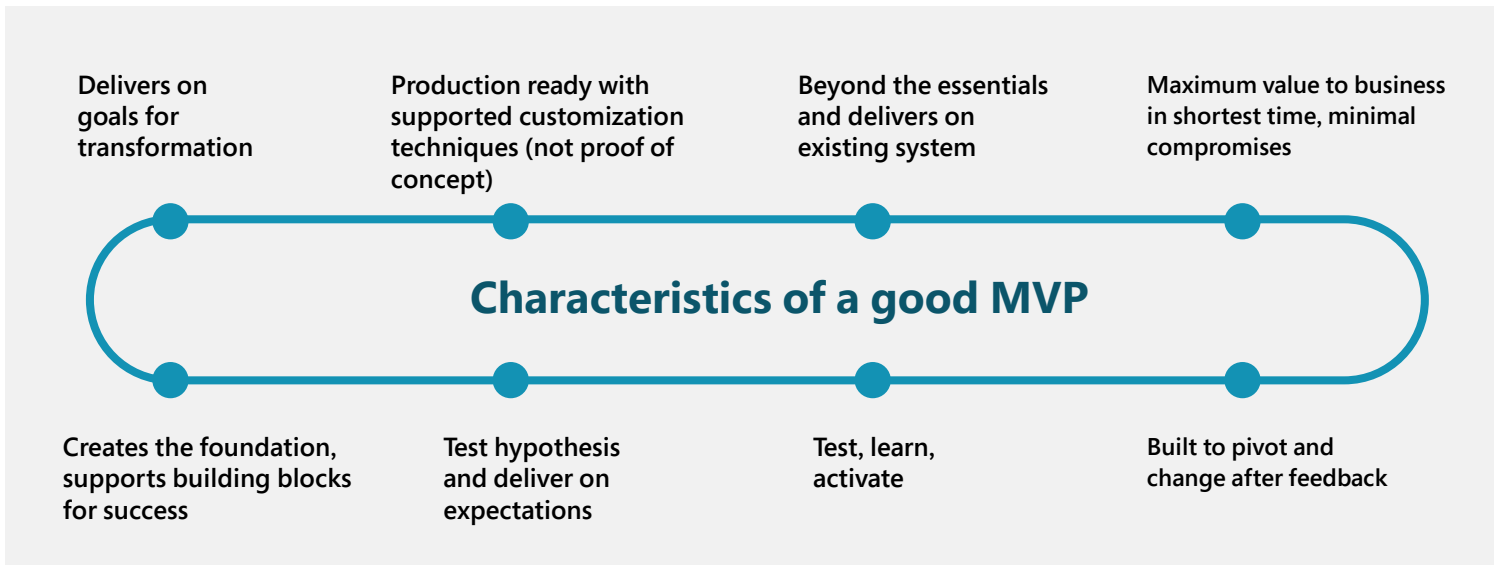 Delivers on
goals for
transformation
Production ready with
supported customization
techniques (not proof of
concept)
Beyond the essentials
and delivers on
existing system
Maximum value to business
in shortest time, minimal
compromises
Characteristics of a good MVP
Creates the foundation,
supports building blocks
for success
Test hypothesis
and deliver on
expectations
Test, learn,
activate
Built to pivot and
change after feedback